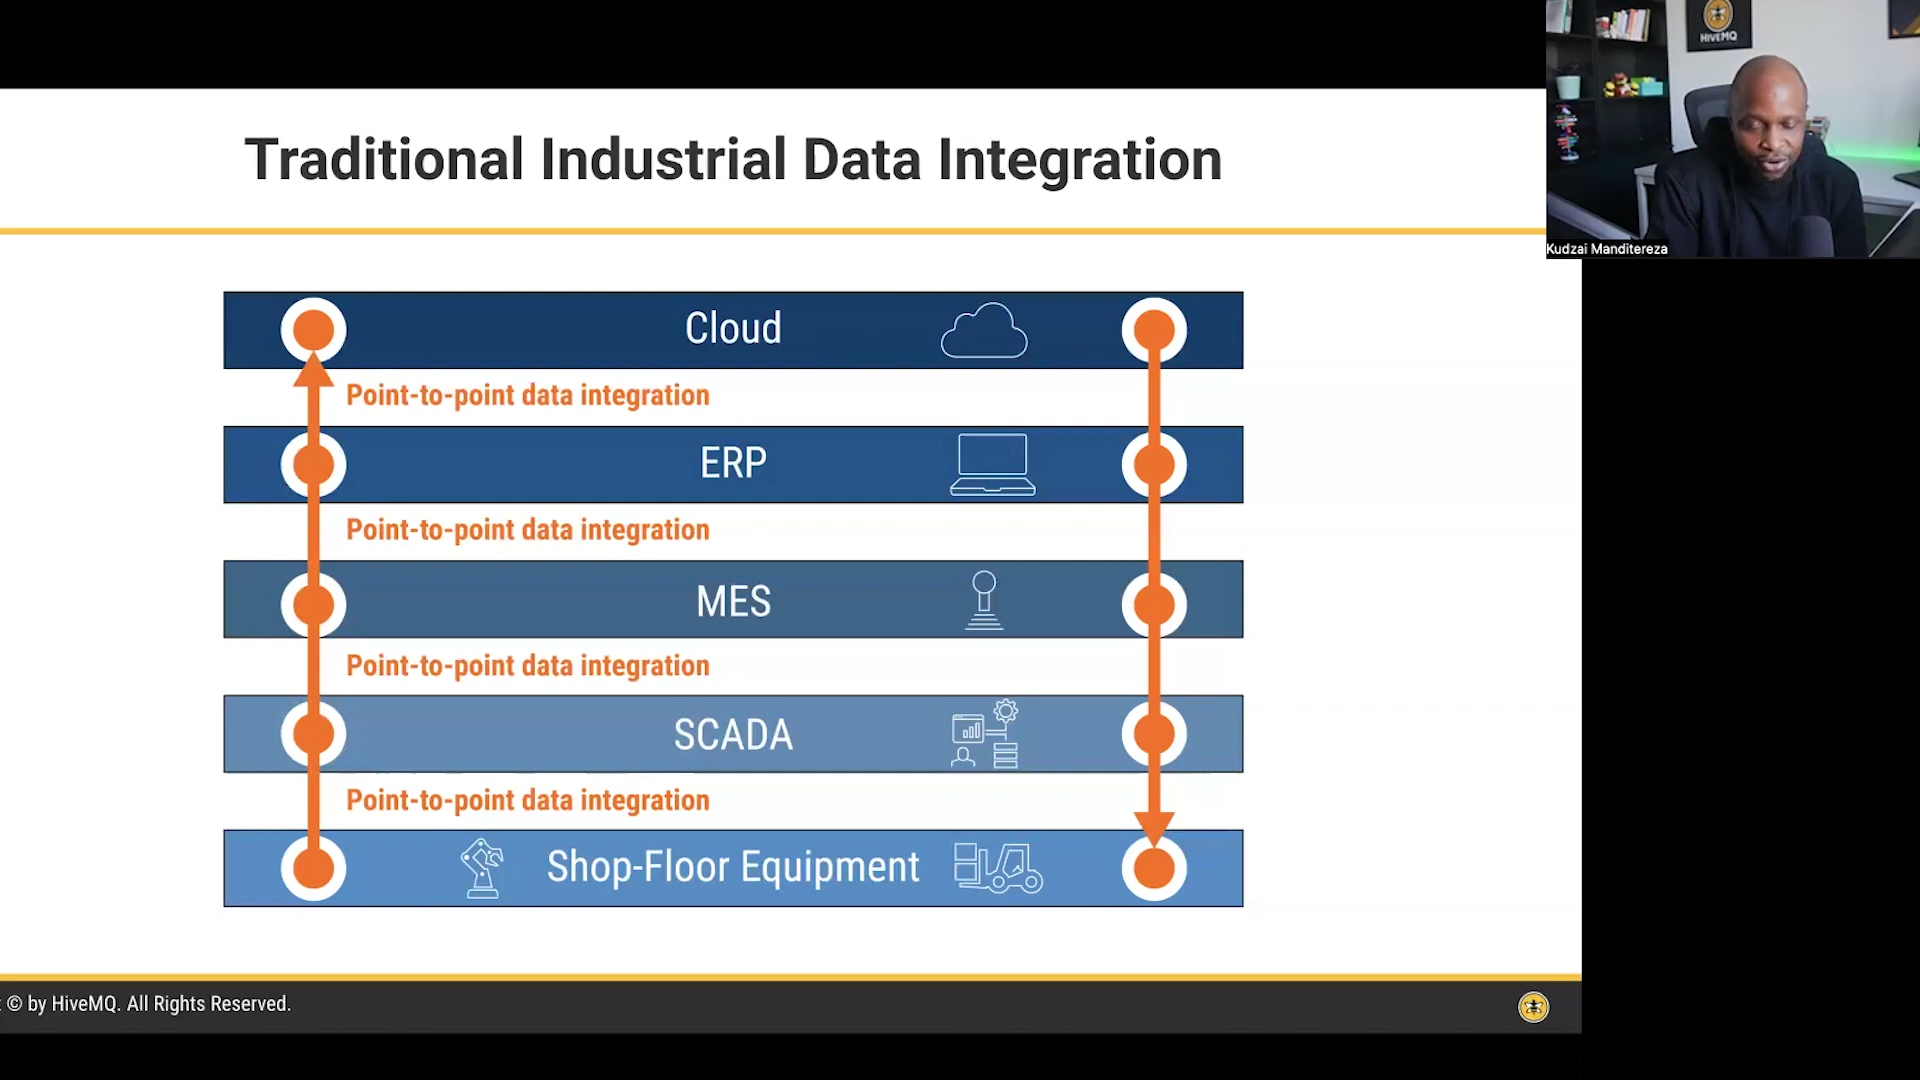 HIVEMQ
Kudzai Manditereza
Traditional Industrial Data Integration
Cloud
Point-to-point data integration
ERP
Point-to-point data integration
MES
Point-to-point data integration
SCADA
Point-to-point data integration
Shop-Floor Equipment
© by HiveMQ. All Rights Reserved.